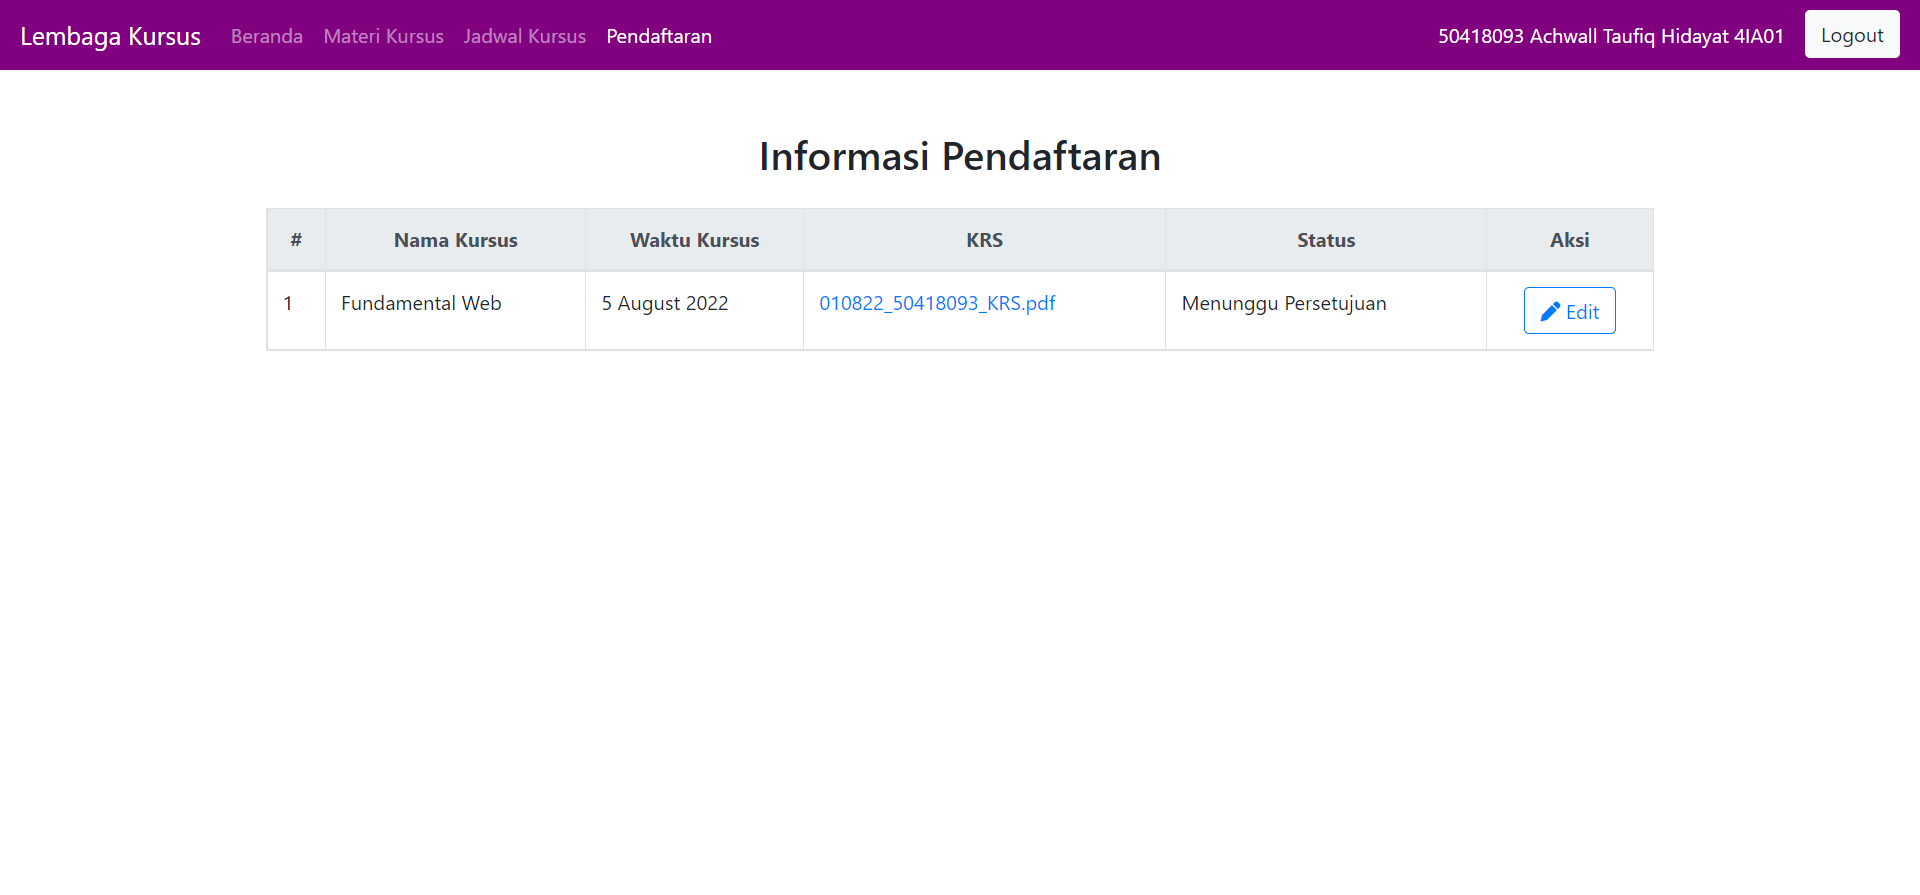 Lembaga Kursus Beranda Materi Kursus Jadwal Kursus Pendaftaran 50418093 Achwall Taufiq Hidayat 4IA01 Logout
Informasi Pendaftaran
# Nama Kursus Waktu Kursus KRS Status Aksi
1 Fundamental Web 5 August 2022 010822_50418093_KRS.pdf Menunggu Persetujuan Edit